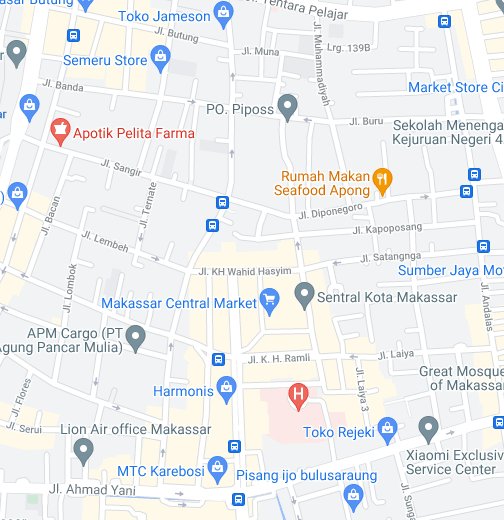 asar Butung
Toko Jameson
Tentara Pelajar
Jl. Butung
Semeru Store
Jl. Muna
Lrg. 139B
Jl. Muhammadiyah
Jl. Banda
Market Store Ci
PO. Piposs
Jl. Buru
Apotik Pelita Farma
Sekolah Menenga
Kejuruan Negeri 4
Jl. Sangir
Rumah Makan
Seafood Apong
Jl. Ternate
Jl. Bacan
Jl. Diponegoro
Jl. Kapoposang
Jl. Lembeh
Jl. Satangnga
Jl. KH Wahid Hasyim
Sumber Jaya Mot
Jl. Lombok
Makassar Central Market
Sentral Kota Makassar
Jl. Andalas
APM Cargo (PT
Agung Pancar Mulia)
Jl. K. H. Ramli
Jl. Laiya
Great Mosque
of Makassar
Jl. Flores
Harmonis
Jl. Laiya 3
H
Jl. Serui
Lion Air office Makassar
Toko Rejeki
Xiaomi Exclusiv
Service Center
MTC Karebosi
Pisang ijo bulusaraung
Jl. Ahmad Yani
Jl. Sunga